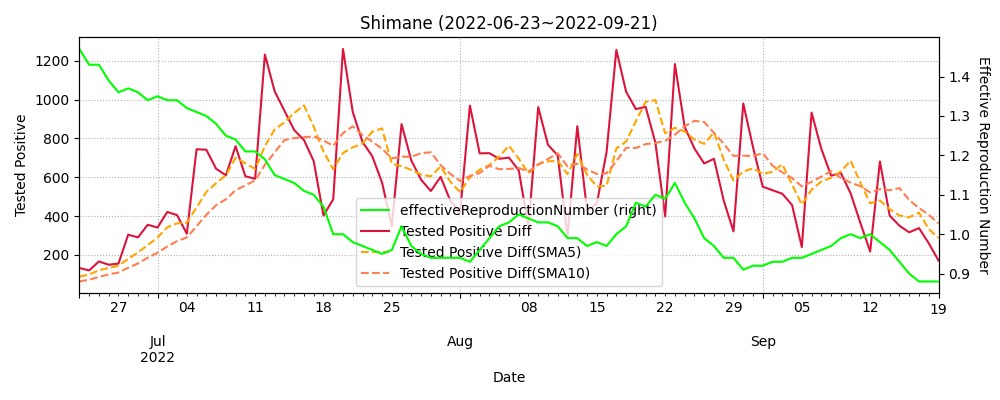 Shimane (2022-06-23~2022-09-21)
Tested Positive
1200
1000
800
600
400
200
1.4
1.3
1.2
1.1
1.0
0.9
Effective Reproduction Number
effectiveReproductionNumber (right)
Tested Positive Diff
Tested Positive Diff(SMA5)
Tested Positive Diff(SMA10)
27 04 11 18 25 08 15 22 29 05 12 19
Jul Aug Sep
2022
Date